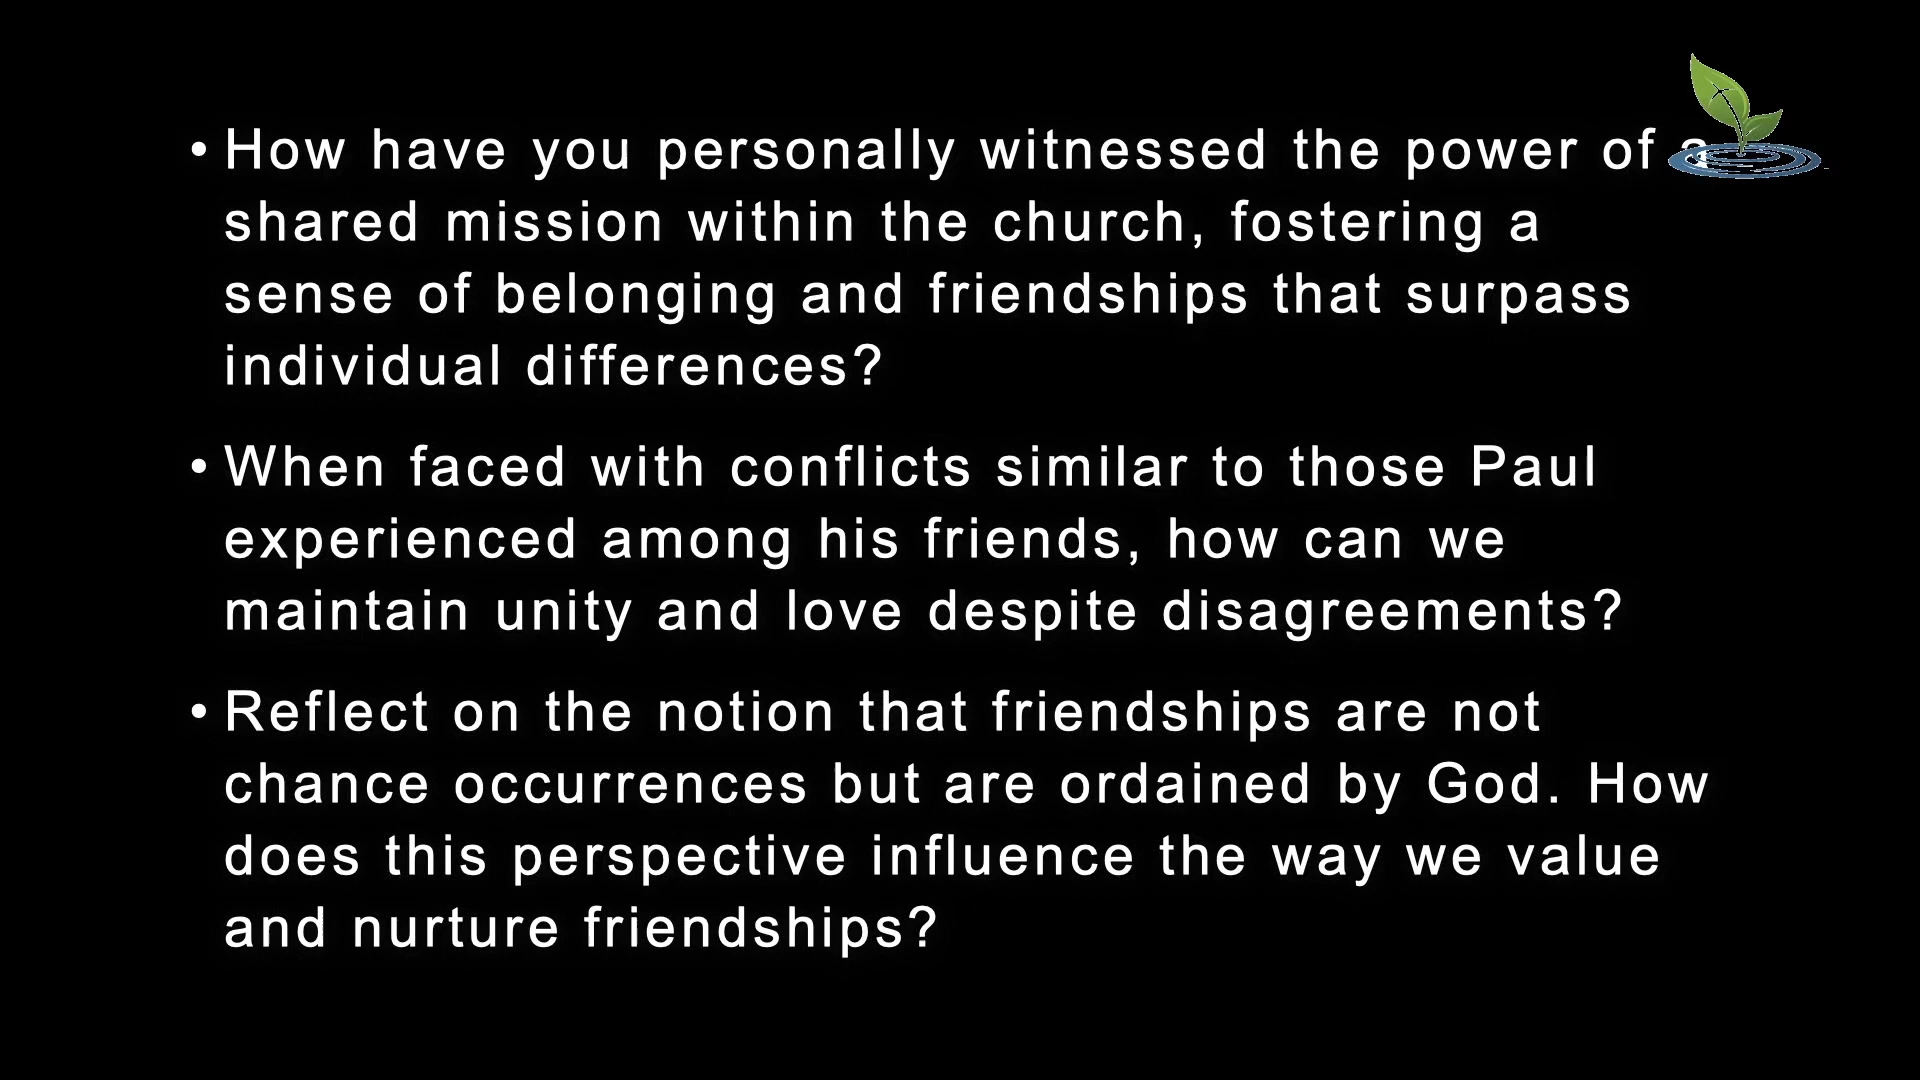 • How have you personally witnessed the power of a
shared mission within the church, fostering a
sense of belonging and friendships that surpass
individual differences?
• When faced with conflicts similar to those Paul
experienced among his friends, how can we
maintain unity and love despite disagreements?
• Reflect on the notion that friendships are not
chance occurrences but are ordained by God. How
does this perspective influence the way we value
and nurture friendships?